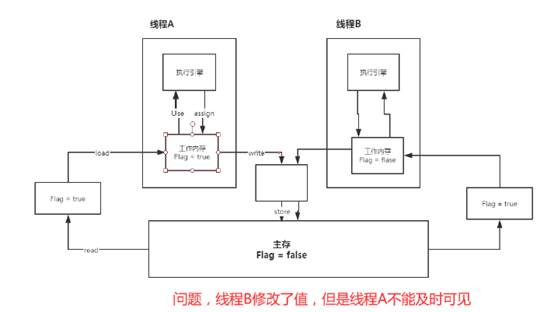 线程A
线程B
执行引擎
执行引擎
Use
assign
工作内存
Flag = true
工作内存
Flag = flase
load
write
Flag = true
Flag = true
store
read
主存
Flag = false
问题，线程B修改了值，但是线程A不能及时可见